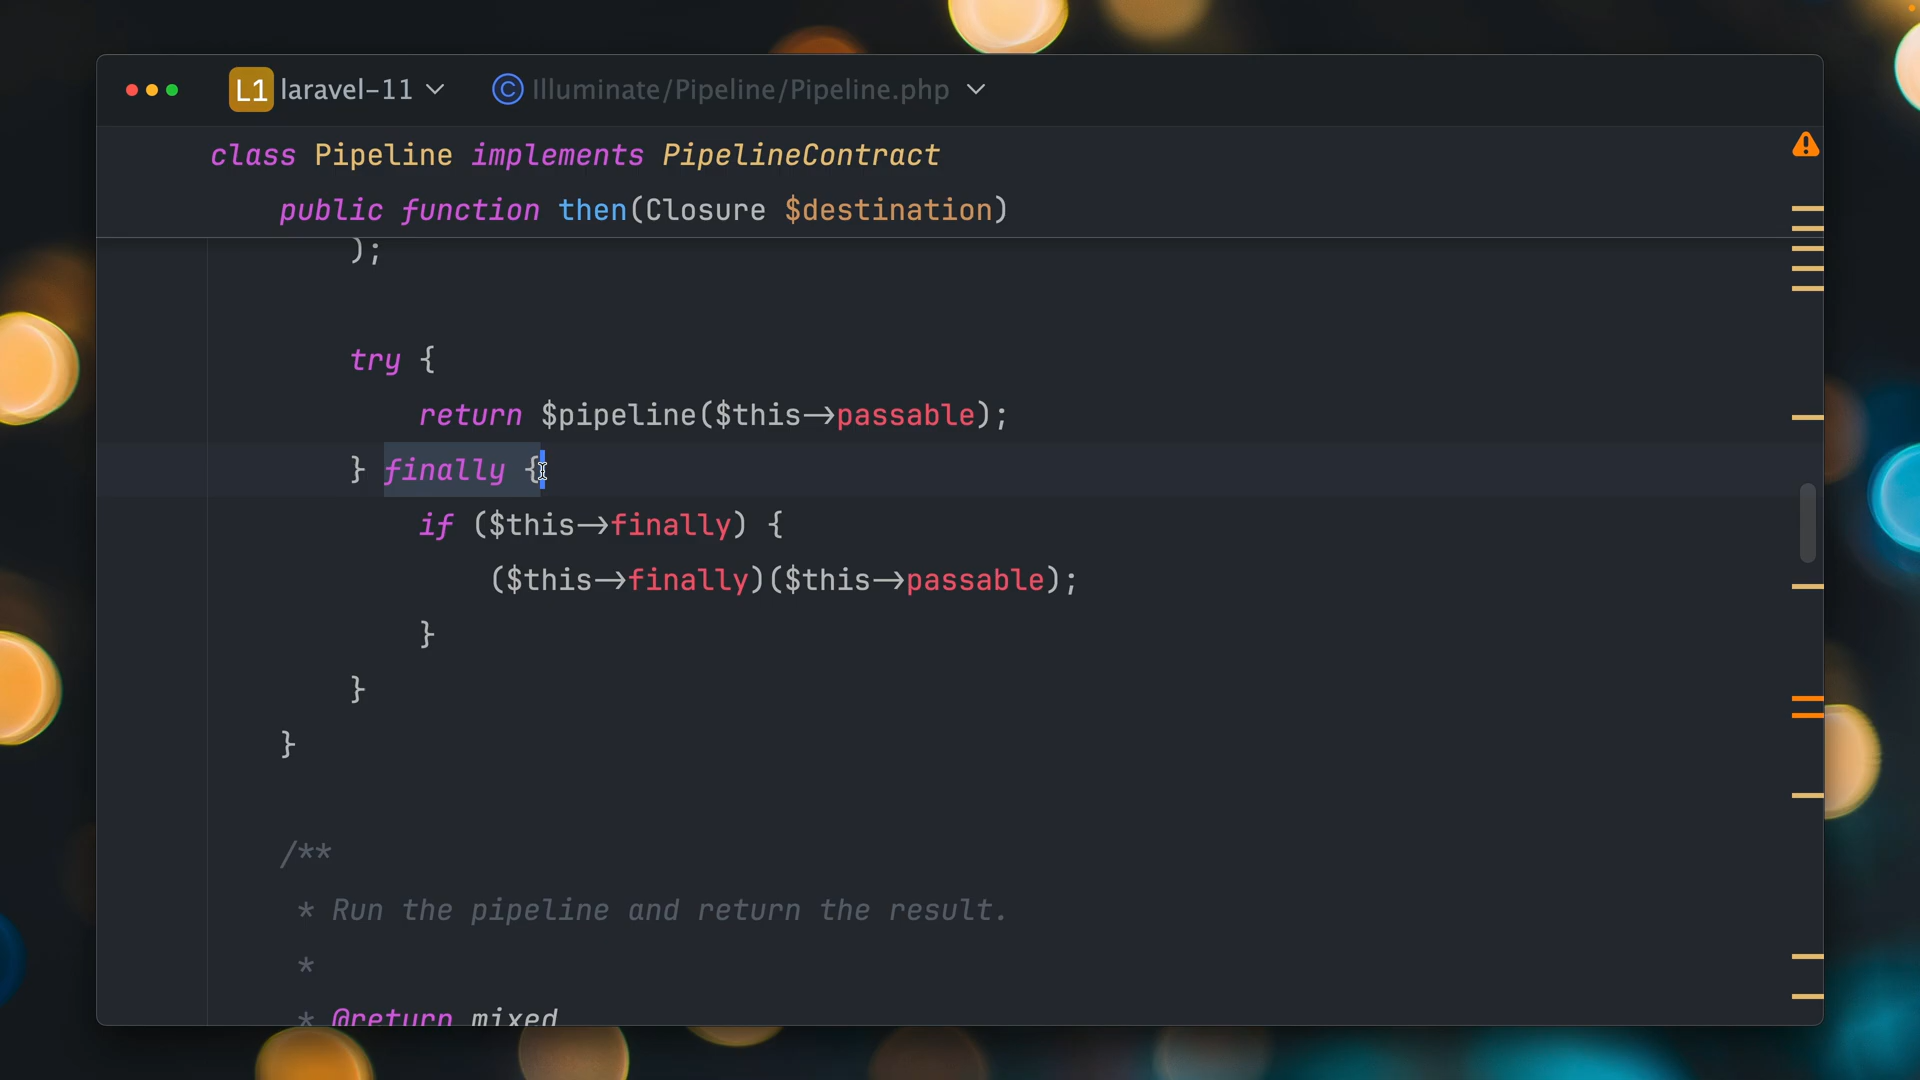 L1 laravel-11 Illuminate/Pipeline/Pipeline.php
class Pipeline implements PipelineContract
public function then(Closure $destination)
);
try {
return $pipeline($this->passable);
} finally {
if ($this->finally) {
($this->finally)($this->passable);
}
}
}
/**
* Run the pipeline and return the result.
*
* @return mixed